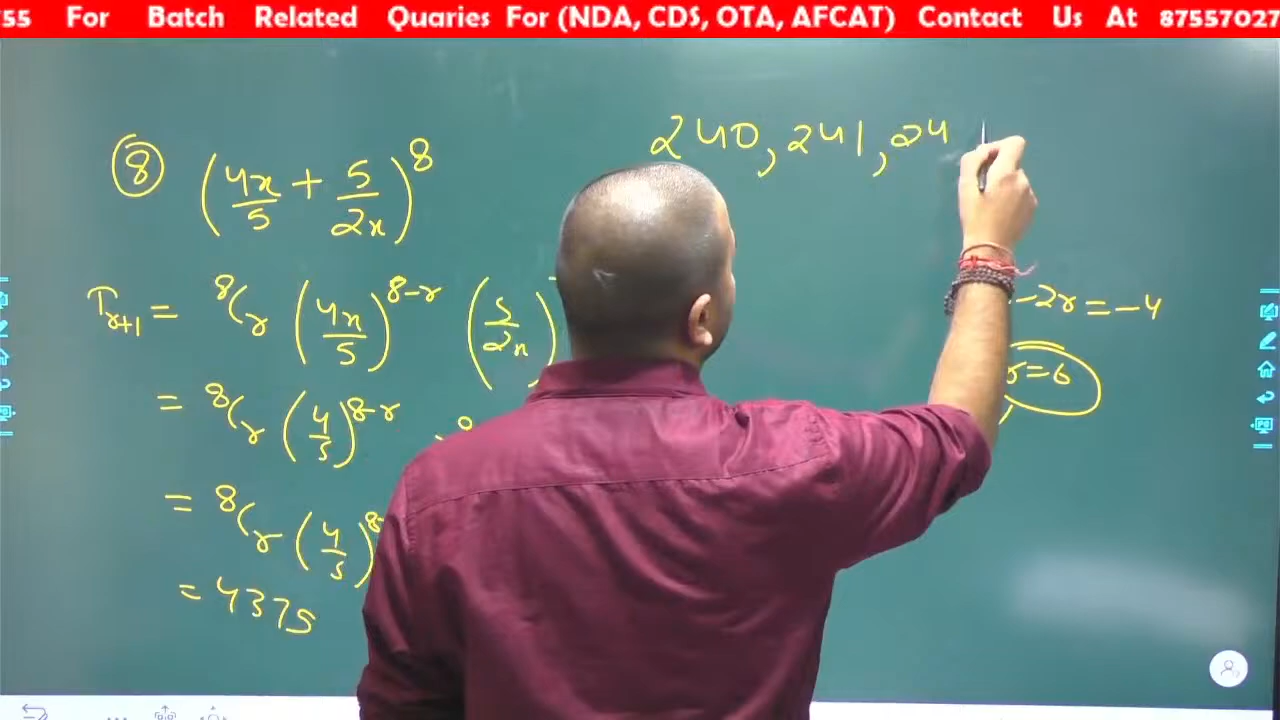 55 For Batch Related Quaries For (NDA, CDS, OTA, AFCAT) Contact Us At 87557027
⑧ (4x/5 + 5/2x)^8
240, 241, 24
T_{r+1} = ^8C_r (4x/5)^{8-r} (5/2x)
-2r = -4
= ^8C_r (4/5)^{8-r}
r=6
= ^8C_r (4/5)^{8-
= 4375